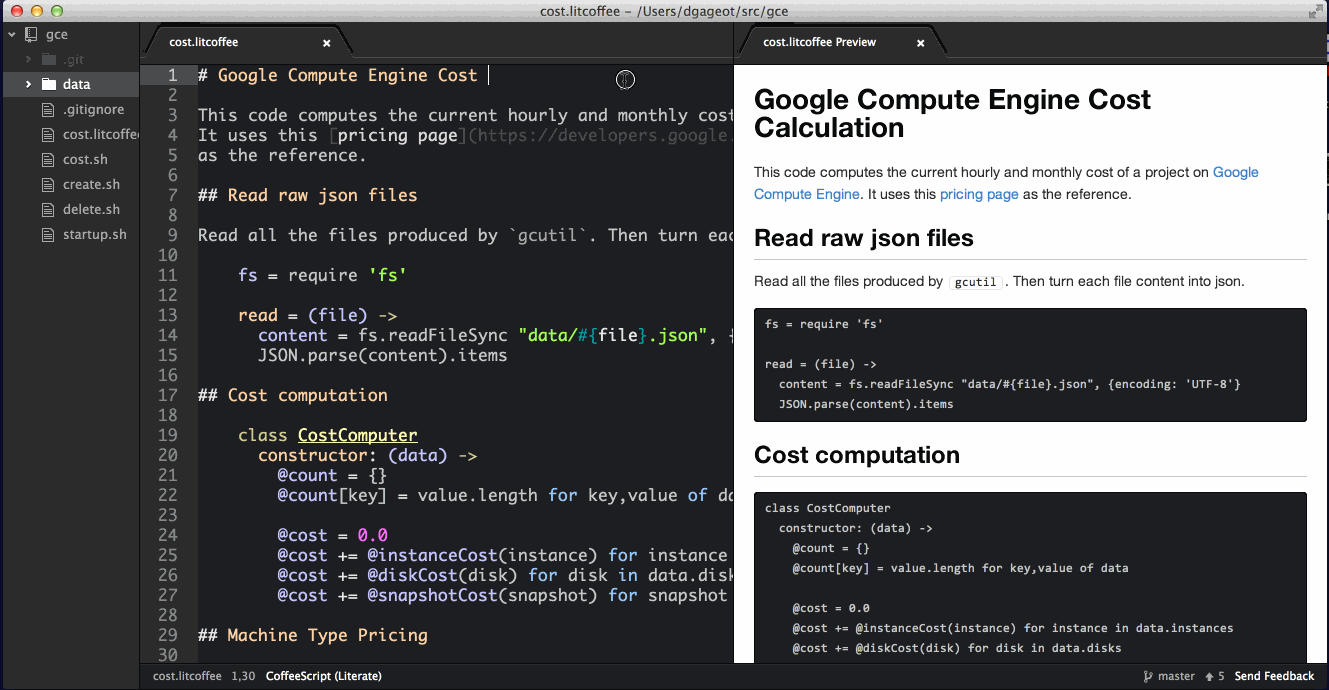 cost.litcoffee - /Users/dgageot/src/gce
gce
.git
data
.gitignore
cost.litcoffee
cost.sh
create.sh
delete.sh
startup.sh
cost.litcoffee
1 # Google Compute Engine Cost
2
3 This code computes the current hourly and monthly cost
4 It uses this [pricing page](https://developers.google.
5 as the reference.
6
7 ## Read raw json files
8
9 Read all the files produced by `gcutil`. Then turn eac
10
11 fs = require 'fs'
12
13 read = (file) ->
14 content = fs.readFileSync "data/#{file}.json", {
15 JSON.parse(content).items
16
17 ## Cost computation
18
19 class CostComputer
20 constructor: (data) ->
21 @count = {}
22 @count[key] = value.length for key,value of da
23
24 @cost = 0.0
25 @cost += @instanceCost(instance) for instance
26 @cost += @diskCost(disk) for disk in data.disk
27 @cost += @snapshotCost(snapshot) for snapshot
28
29 ## Machine Type Pricing
30
cost.litcoffee Preview
Google Compute Engine Cost
Calculation
This code computes the current hourly and monthly cost of a project on Google
Compute Engine. It uses this pricing page as the reference.
Read raw json files
Read all the files produced by gcutil. Then turn each file content into json.
fs = require 'fs'
read = (file) ->
content = fs.readFileSync "data/#{file}.json", {encoding: 'UTF-8'}
JSON.parse(content).items
Cost computation
class CostComputer
constructor: (data) ->
@count = {}
@count[key] = value.length for key,value of data
@cost = 0.0
@cost += @instanceCost(instance) for instance in data.instances
@cost += @diskCost(disk) for disk in data.disks
cost.litcoffee 1,30 CoffeeScript (Literate)
master 5 Send Feedback